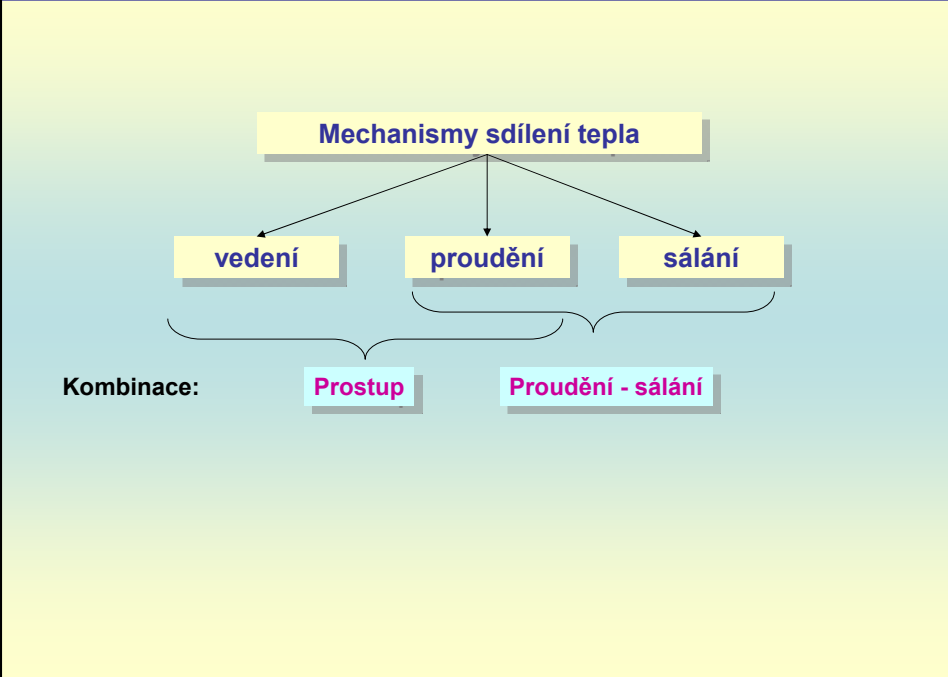 Mechanismy sdílení tepla
vedení proudění sálání
Kombinace: Prostup Proudění - sálání